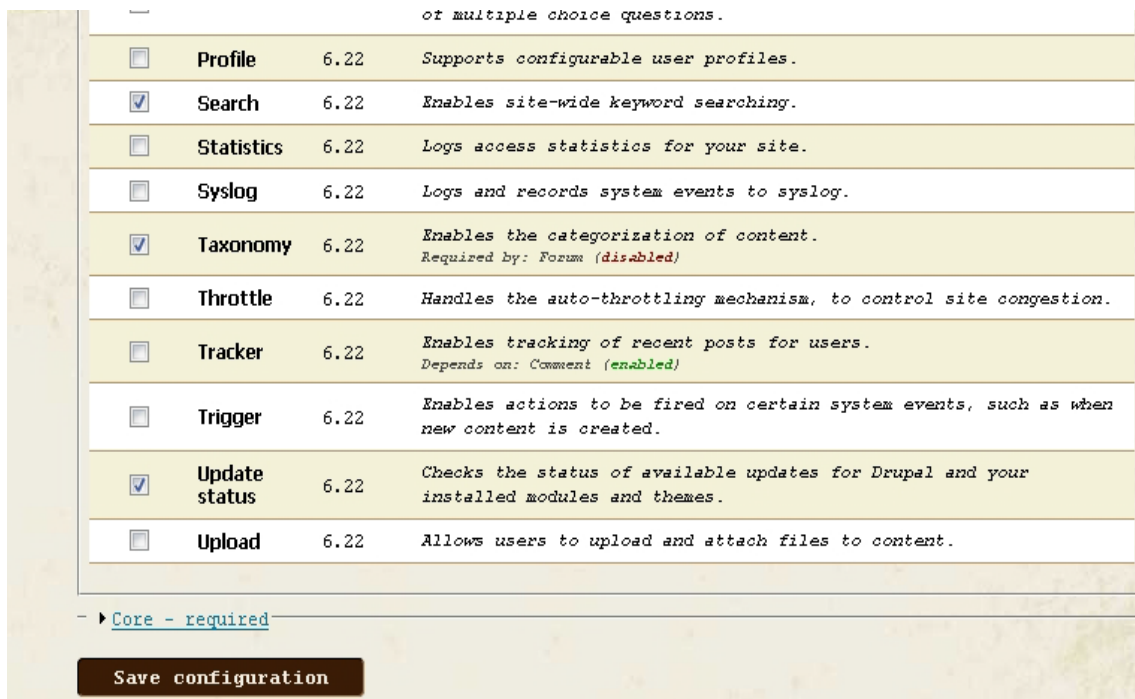 of multiple choice questions.
Profile 6.22 Supports configurable user profiles.
Search 6.22 Enables site-wide keyword searching.
Statistics 6.22 Logs access statistics for your site.
Syslog 6.22 Logs and records system events to syslog.
Taxonomy 6.22 Enables the categorization of content.
Required by: Forum (disabled)
Throttle 6.22 Handles the auto-throttling mechanism, to control site congestion.
Tracker 6.22 Enables tracking of recent posts for users.
Depends on: Comment (enabled)
Trigger 6.22 Enables actions to be fired on certain system events, such as when
new content is created.
Update
status 6.22 Checks the status of available updates for Drupal and your
installed modules and themes.
Upload 6.22 Allows users to upload and attach files to content.
Core - required
Save configuration